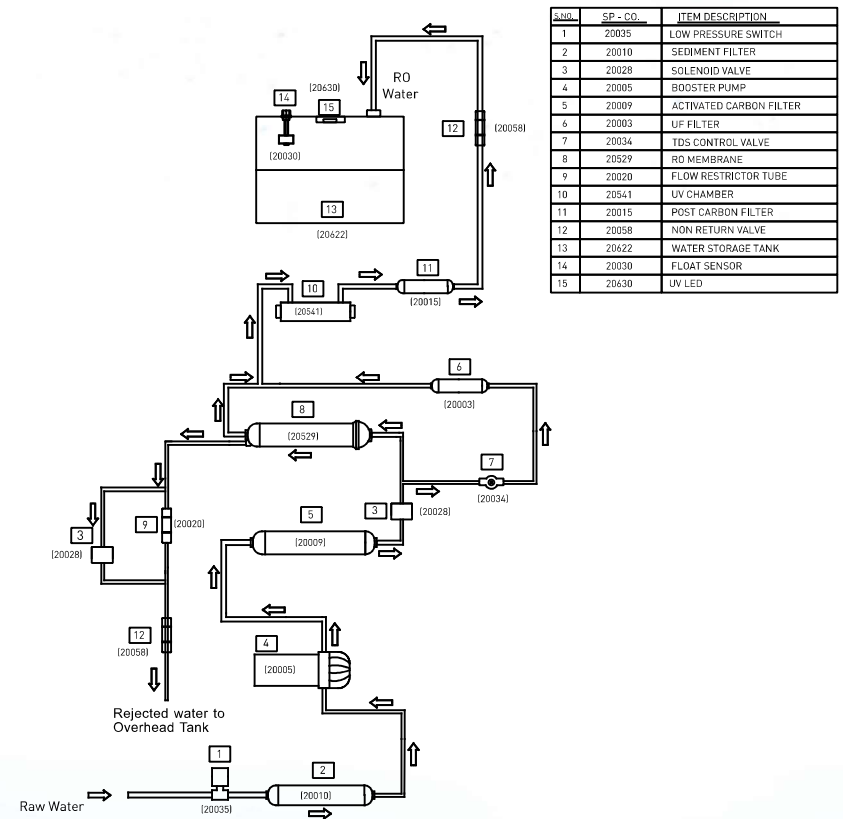 S.NO. SP - CO. ITEM DESCRIPTION
1 20035 LOW PRESSURE SWITCH
2 20010 SEDIMENT FILTER
3 20028 SOLENOID VALVE
4 20005 BOOSTER PUMP
5 20009 ACTIVATED CARBON FILTER
6 20003 UF FILTER
7 20034 TDS CONTROL VALVE
8 20529 RO MEMBRANE
9 20020 FLOW RESTRICTOR TUBE
10 20541 UV CHAMBER
11 20015 POST CARBON FILTER
12 20058 NON RETURN VALVE
13 20622 WATER STORAGE TANK
14 20030 FLOAT SENSOR
15 20630 UV LED
RO
Water
(20630)
14
15
(20030)
12
(20058)
13
(20622)
11
10
(20541)
(20015)
6
(20003)
8
(20529)
7
(20034)
3
(20028)
5
(20009)
9
(20020)
3
(20028)
12
(20058)
4
(20005)
Rejected water to
Overhead Tank
1
2
(20010)
(20035)
Raw Water